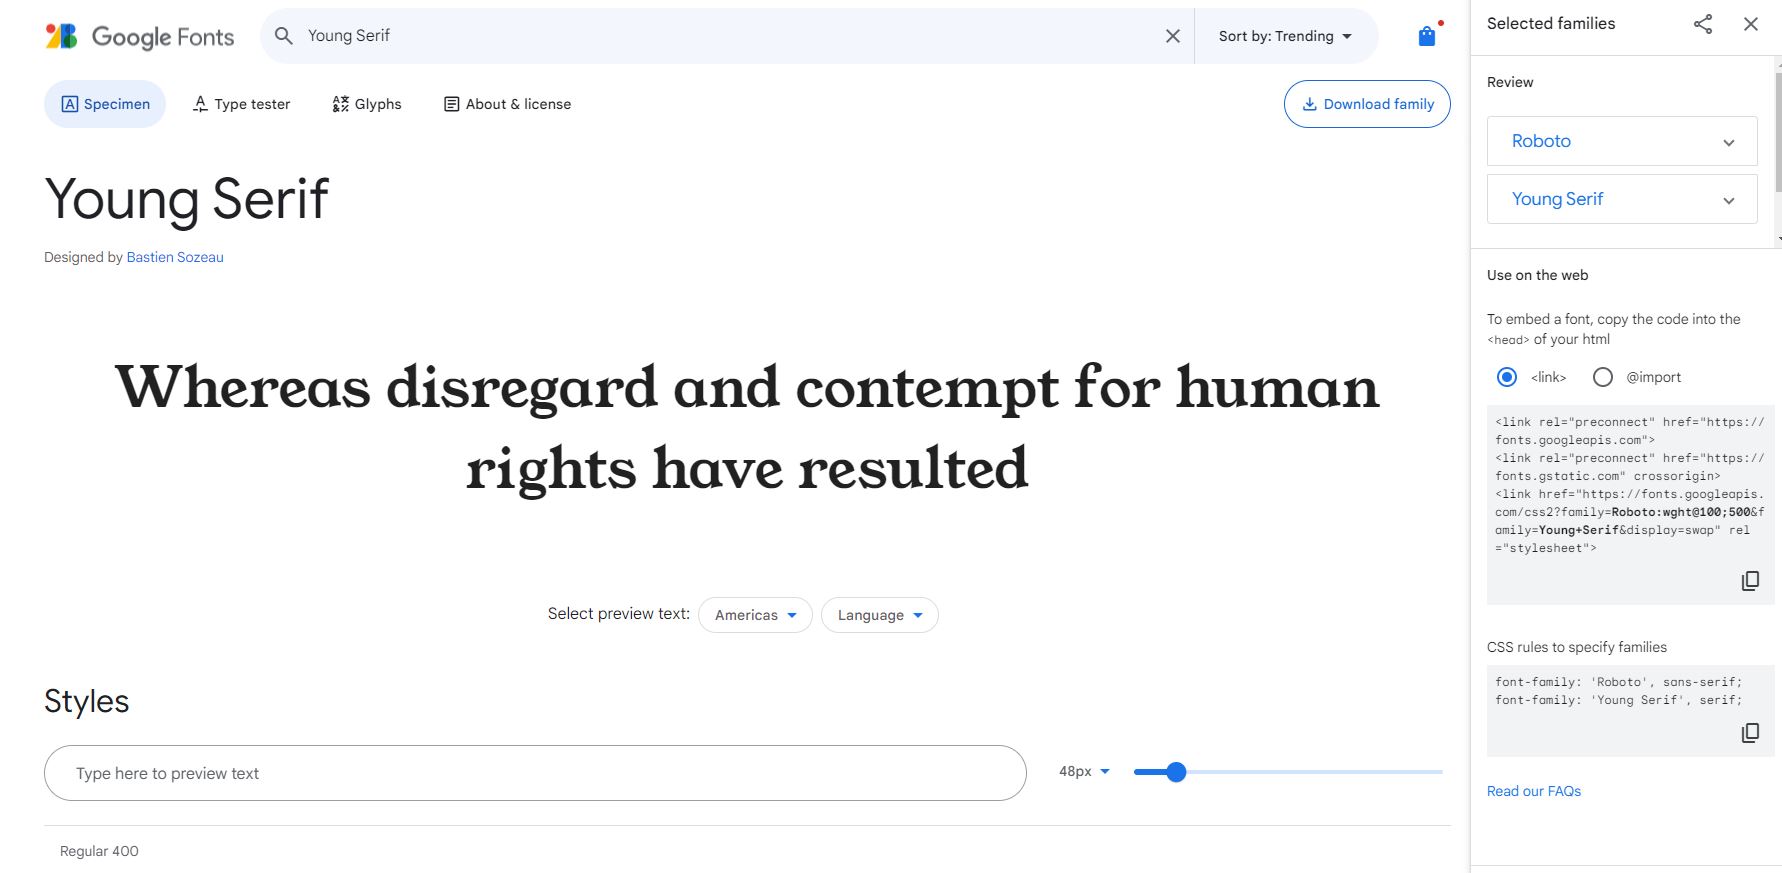 Google Fonts
Young Serif
Sort by: Trending
Specimen
Type tester
Glyphs
About & license
Download family
Young Serif
Designed by Bastien Sozeau
Whereas disregard and contempt for human
rights have resulted
Select preview text:
Americas
Language
Styles
Type here to preview text
48px
Regular 400
Selected families
Review
Roboto
Young Serif
Use on the web
To embed a font, copy the code into the
<head> of your html
<link>
@import
<link rel="preconnect" href="https://
fonts.googleapis.com">
<link rel="preconnect" href="https://
fonts.gstatic.com" crossorigin>
<link href="https://fonts.googleapis.
com/css2?family=Roboto:wght@100;500&f
amily=Young+Serif&display=swap" rel
="stylesheet">
CSS rules to specify families
font-family: 'Roboto', sans-serif;
font-family: 'Young Serif', serif;
Read our FAQs